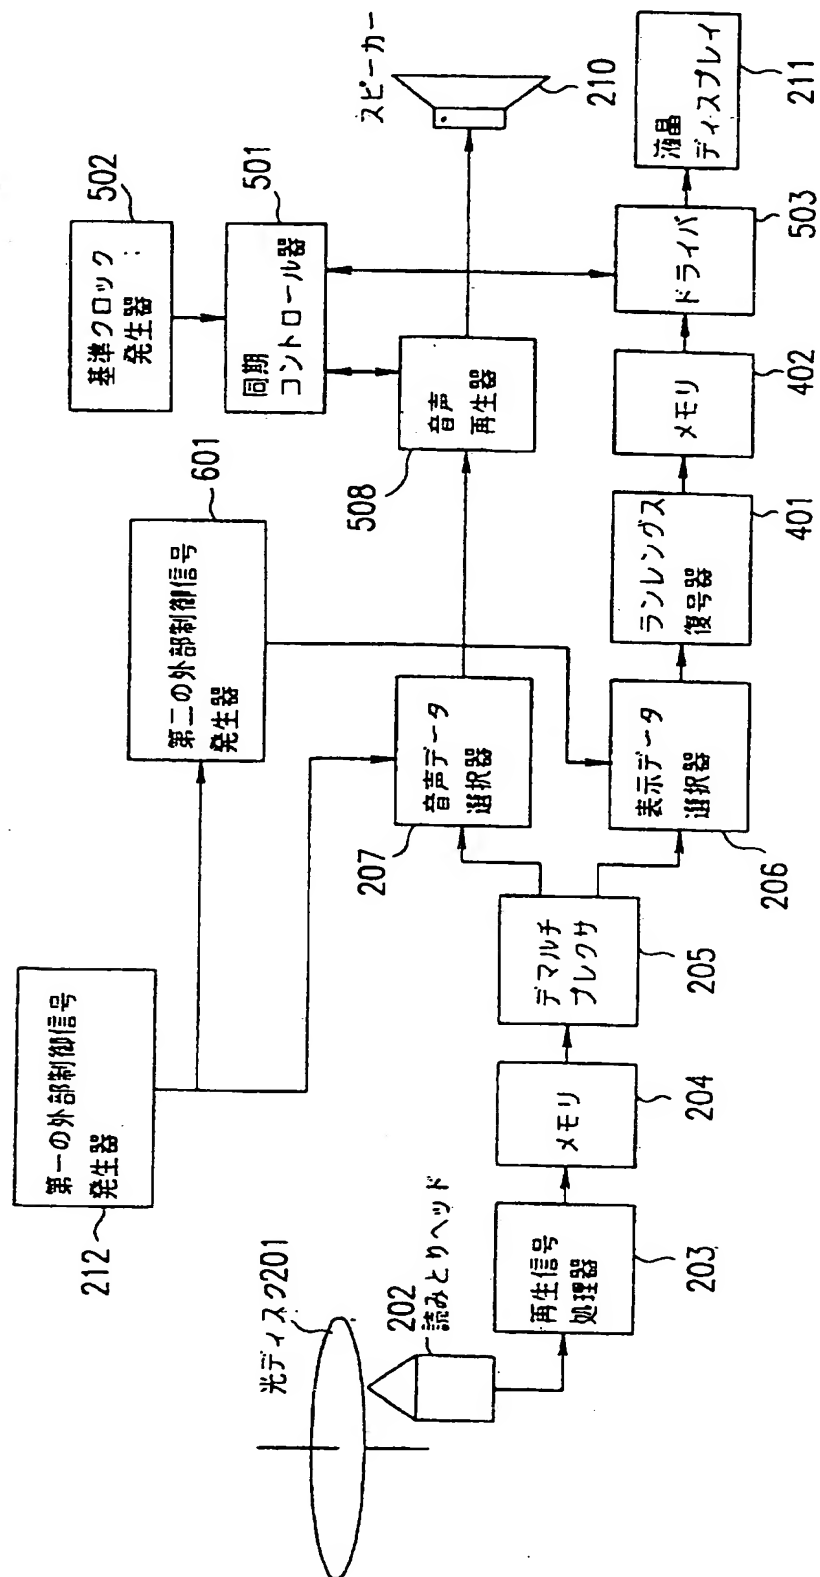 光ディスク201
202
読みとりヘッド
再生信号
処理器
203
メモリ
204
デマルチ
プレクサ
205
第一の外部制御信号
発生器
212
第二の外部制御信号
発生器
601
音声データ
選択器
207
表示データ
選択器
206
ランレングス
復号器
401
メモリ
402
ドライバ
503
液晶
ディスプレイ
211
音声
再生器
508
同期
コントロール器
501
基準クロック
発生器
502
スピーカー
210